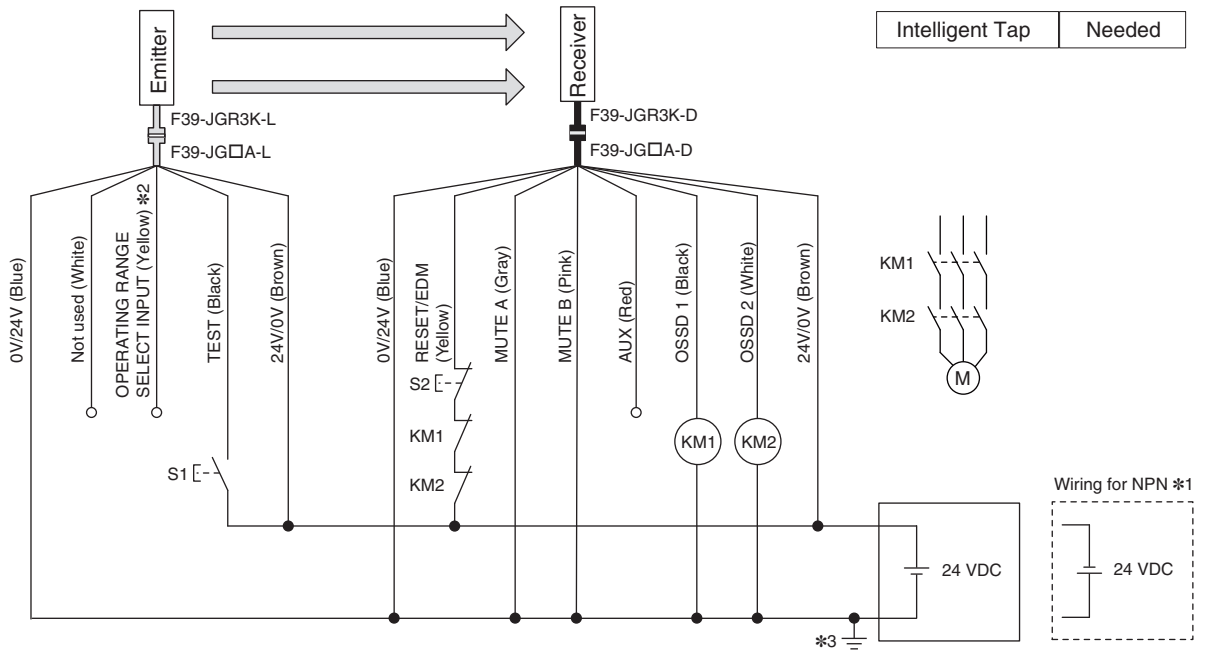 Emitter
Receiver
Intelligent Tap
Needed
F39-JGR3K-L
F39-JG□A-L
F39-JGR3K-D
F39-JG□A-D
0V/24V (Blue)
Not used (White)
OPERATING RANGE
SELECT INPUT (Yellow) ✻2
TEST (Black)
24V/0V (Brown)
0V/24V (Blue)
RESET/EDM
(Yellow)
MUTE A (Gray)
MUTE B (Pink)
AUX (Red)
OSSD 1 (Black)
OSSD 2 (White)
24V/0V (Brown)
KM1
KM2
M
S2
KM1
KM2
KM1
KM2
S1
Wiring for NPN ✻1
24 VDC
24 VDC
✻3